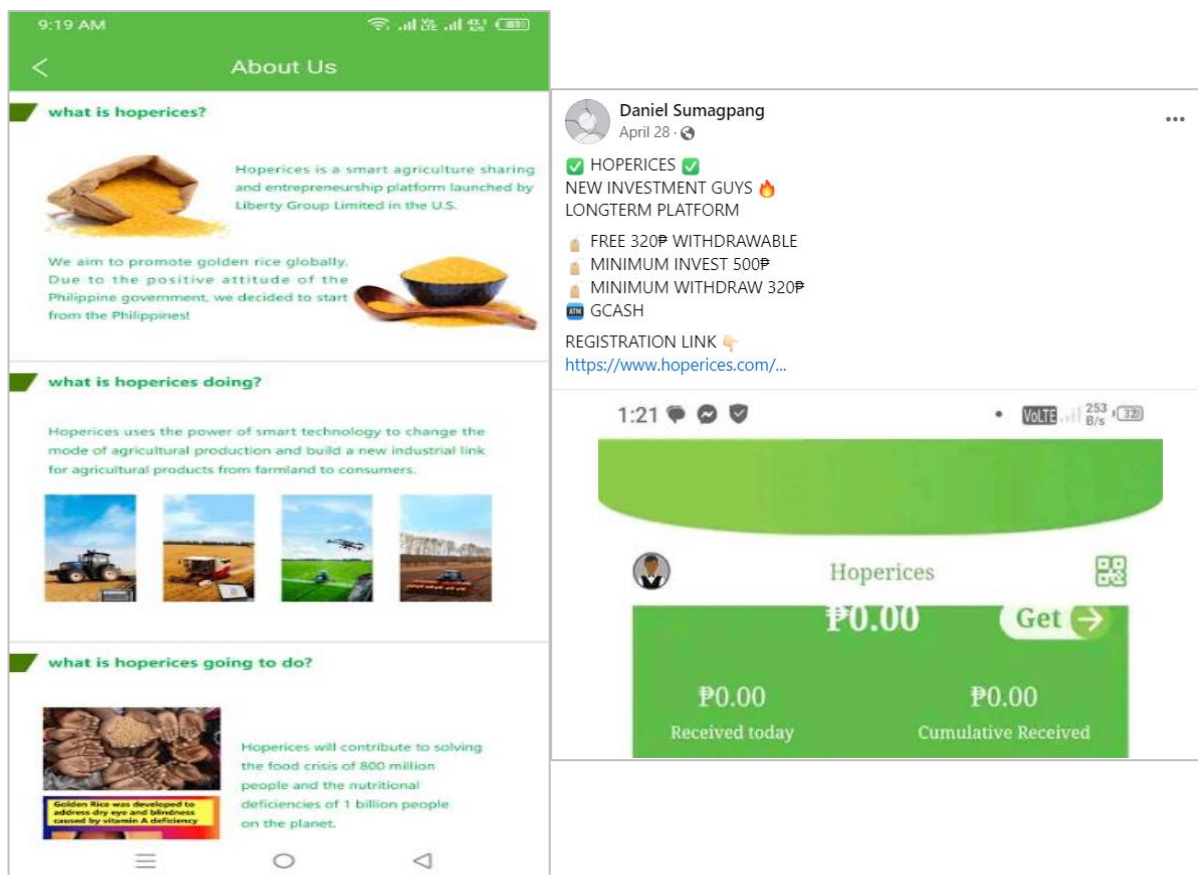 9:19 AM
About Us
what is hoperices?
Hoperices is a smart agriculture sharing
and entrepreneurship platform launched by
Liberty Group Limited in the U.S.
We aim to promote golden rice globally.
Due to the positive attitude of the
Philippine government, we decided to start
from the Philippines!
what is hoperices doing?
Hoperices uses the power of smart technology to change the
mode of agricultural production and build a new industrial link
for agricultural products from farmland to consumers.
what is hoperices going to do?
Hoperices will contribute to solving
the food crisis of 800 million
people and the nutritional
deficiencies of 1 billion people
on the planet.
Golden Rice was developed to
address dry eye and blindness
caused by vitamin A deficiency
Daniel Sumagpang
April 28
✅ HOPERICES ✅
NEW INVESTMENT GUYS 🔥
LONGTERM PLATFORM
FREE 320₱ WITHDRAWABLE
MINIMUM INVEST 500₱
MINIMUM WITHDRAW 320₱
🏧 GCASH
REGISTRATION LINK 👇🏻
https://www.hoperices.com/...
1:21
VoLTE 253 B/s 32
Hoperices
₱0.00 Get
₱0.00 ₱0.00
Received today Cumulative Received